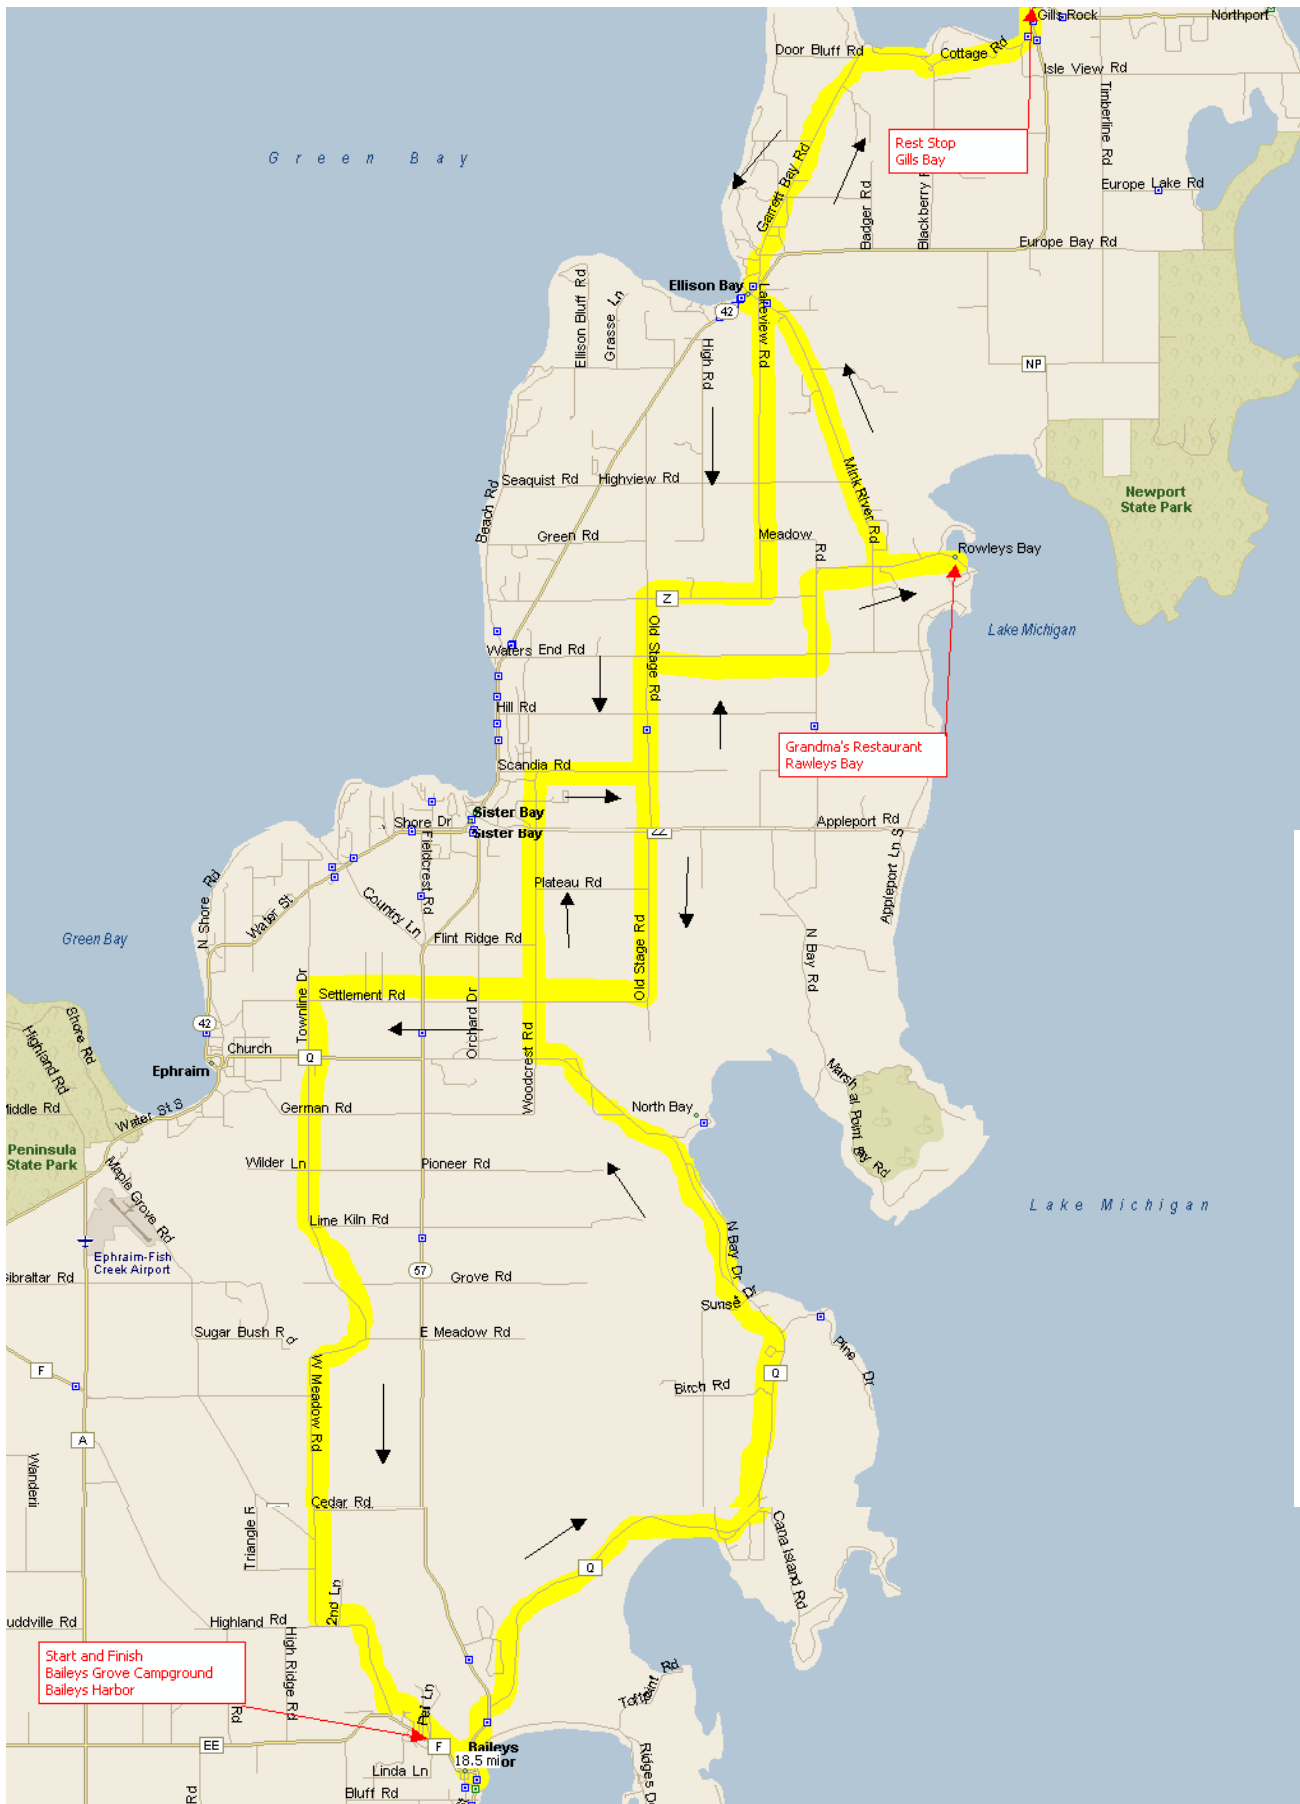 Gills Rock
Northport
Door Bluff Rd
Cottage Rd
Isle View Rd
Timberline Rd
Rest Stop
Gills Bay
Green Bay
Garrett Bay Rd
Badger Rd
Blackberry
Europe Lake Rd
Europe Bay Rd
Ellison Bay
42
Lakeview Rd
Ellison Bluff Rd
Grasse Ln
High Rd
NP
Mink River Rd
Seaquist Rd
Highview Rd
Beach Rd
Newport
State Park
Green Rd
Meadow
Rd
Rowleys Bay
Z
Old Stage Rd
Lake Michigan
Waters End Rd
Hill Rd
Grandma's Restaurant
Rawleys Bay
Scandia Rd
Sister Bay
Sister Bay
Shore Dr
ZZ
Appleport Rd
Appleport Ln S
Fieldcrest Rd
Plateau Rd
N Shore Rd
Water St
Country Ln
Flint Ridge Rd
Old Stage Rd
N Bay Rd
Green Bay
Townline Dr
Settlement Rd
Orchard Dr
42
Shore Rd
Highland Rd
Church
Q
Ephraim
Woodcrest Rd
Middle Rd
Water St S
German Rd
North Bay
Marshal Point Rd
Peninsula
State Park
Wilder Ln
Pioneer Rd
Maple Grove Rd
Lime Kiln Rd
Lake Michigan
N Bay Dr
Ephraim-Fish
Creek Airport
Gibraltar Rd
57
Grove Rd
Sunset Dr
Sugar Bush Rd
E Meadow Rd
Pine Dr
F
Q
W Meadow Rd
Birch Rd
A
Cedar Rd
Triangle
Cana Island Rd
Q
2nd Ln
Highland Rd
High Ridge Rd
Start and Finish
Baileys Grove Campground
Baileys Harbor
Rd
Rd
Ln
EE
F
Baileys
18.5 mi
or
Linda Ln
Ridges
Bluff Rd
Rd